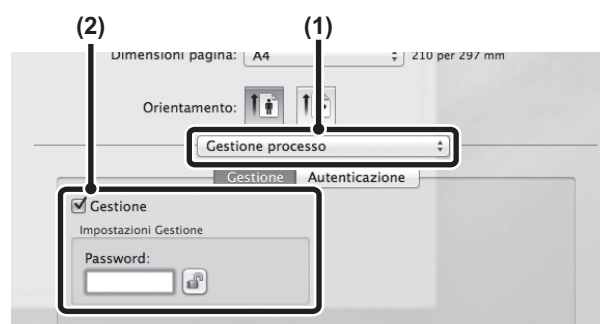 (2) (1)
Dimensioni pagina: A4 210 per 297 mm
Orientamento:
Gestione processo
Gestione Autenticazione
Gestione
Impostazioni Gestione
Password: